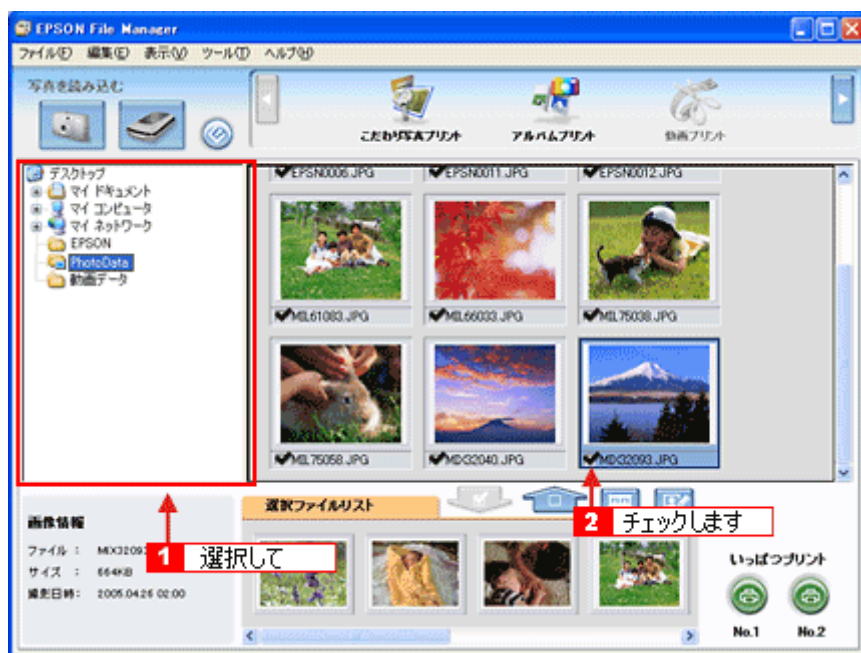 EPSON File Manager
ファイル(F) 編集(E) 表示(V) ツール(T) ヘルプ(H)
写真を読み込む
こだわり写真プリント
アルバムプリント
動画プリント
デスクトップ
マイ ドキュメント
マイ コンピュータ
マイ ネットワーク
EPSON
PhotoData
動画データ
EPSN0006.JPG
EPSN0011.JPG
EPSN0012.JPG
MIL61083.JPG
MIL66033.JPG
MIL75038.JPG
MIL75058.JPG
MIX32040.JPG
MIX32093.JPG
選択ファイルリスト
2 チェックします
画像情報
ファイル :
1 選択して
サイズ : 664KB
撮影日時: 2005.04.26 02:00
いっぱつプリント
No.1 No.2